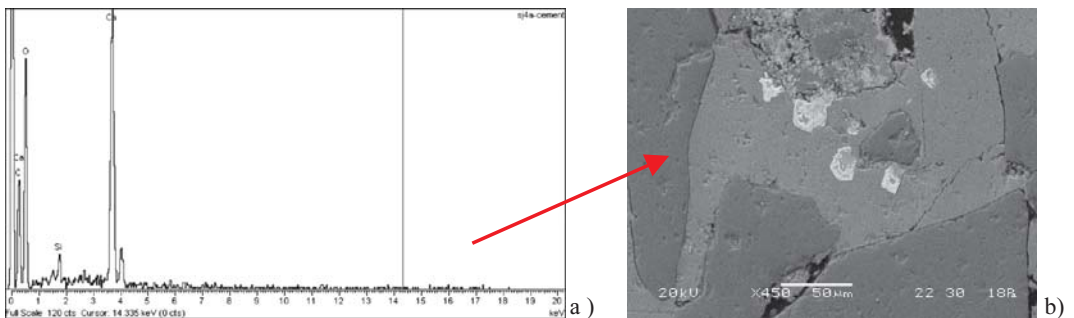 sj4a-cement
Ca
O
Ca
C
Si
0 1 2 3 4 5 6 7 8 9 10 11 12 13 14 15 16 17 18 19 20
Full Scale 120 cts Cursor: 14.335 keV (0 cts) keV
a )
20kU X450 50µm 22 30 18Pa
b)